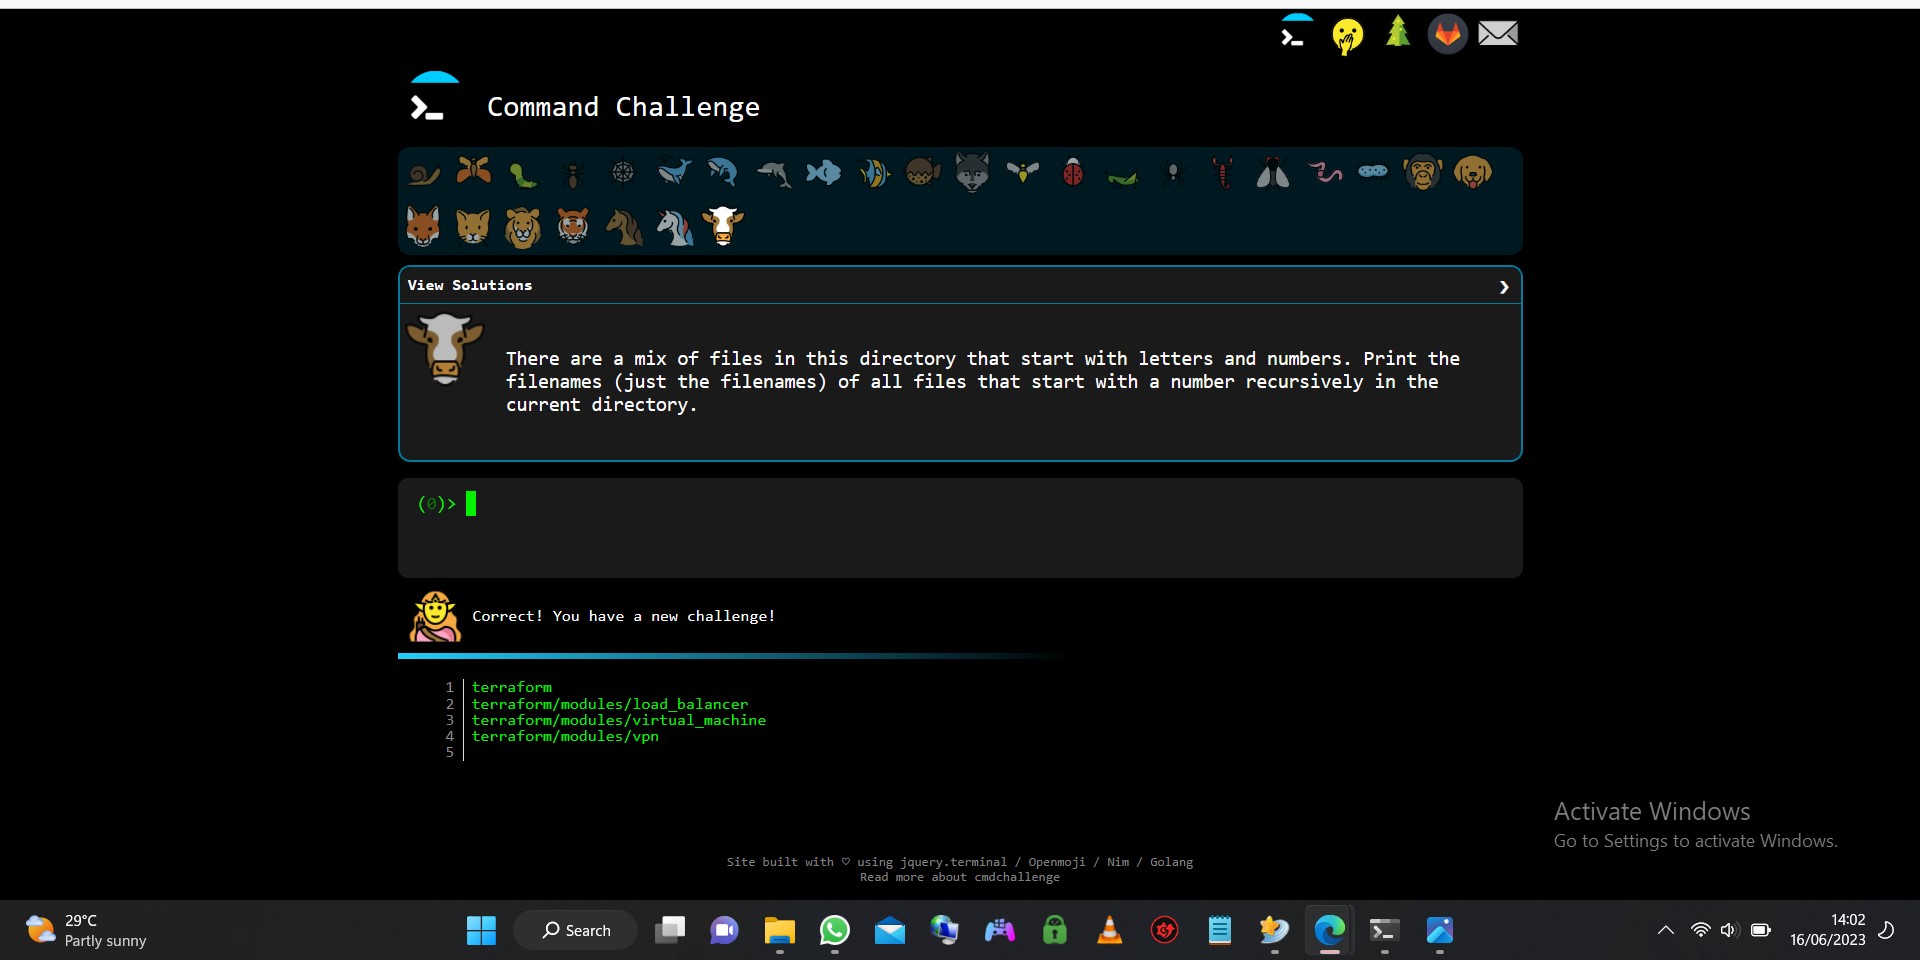 Command Challenge
View Solutions
There are a mix of files in this directory that start with letters and numbers. Print the
filenames (just the filenames) of all files that start with a number recursively in the
current directory.
(0)>
Correct! You have a new challenge!
1 terraform
2 terraform/modules/load_balancer
3 terraform/modules/virtual_machine
4 terraform/modules/vpn
5
Activate Windows
Go to Settings to activate Windows.
Site built with ♡ using jquery.terminal / Openmoji / Nim / Golang
Read more about cmdchallenge
29°C
Partly sunny
Search
14:02
16/06/2023